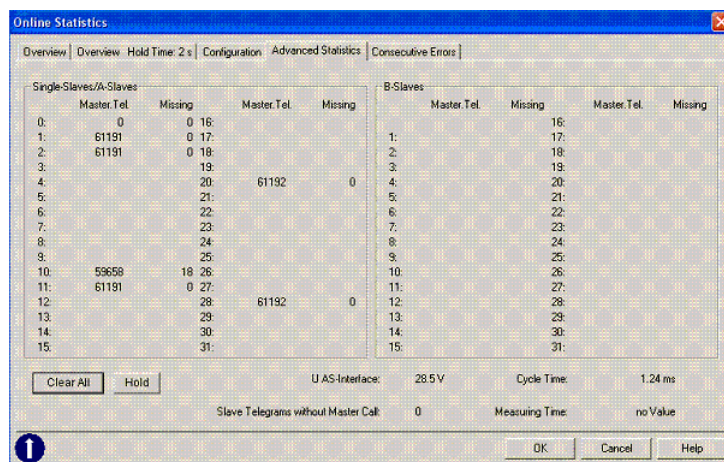 Online Statistics
Overview Overview Hold Time: 2 s Configuration Advanced Statistics Consecutive Errors
Single-Slaves/A-Slaves B-Slaves
Master.Tel. Missing Master.Tel. Missing Master.Tel. Missing Master.Tel. Missing
0: 0 0 16: 16:
1: 61191 0 17: 1: 17:
2: 61191 0 18: 2: 18:
3: 19: 3: 19:
4: 20: 61192 0 4: 20:
5: 21: 5: 21:
6: 22: 6: 22:
7: 23: 7: 23:
8: 24: 8: 24:
9: 25: 9: 25:
10: 59658 18 26: 10: 26:
11: 61191 0 27: 11: 27:
12: 28: 61192 0 12: 28:
13: 29: 13: 29:
14: 30: 14: 30:
15: 31: 15: 31:
Clear All Hold U AS-Interface: 28.5 V Cycle Time: 1.24 ms
Slave Telegrams without Master Call: 0 Measuring Time: no Value
OK Cancel Help